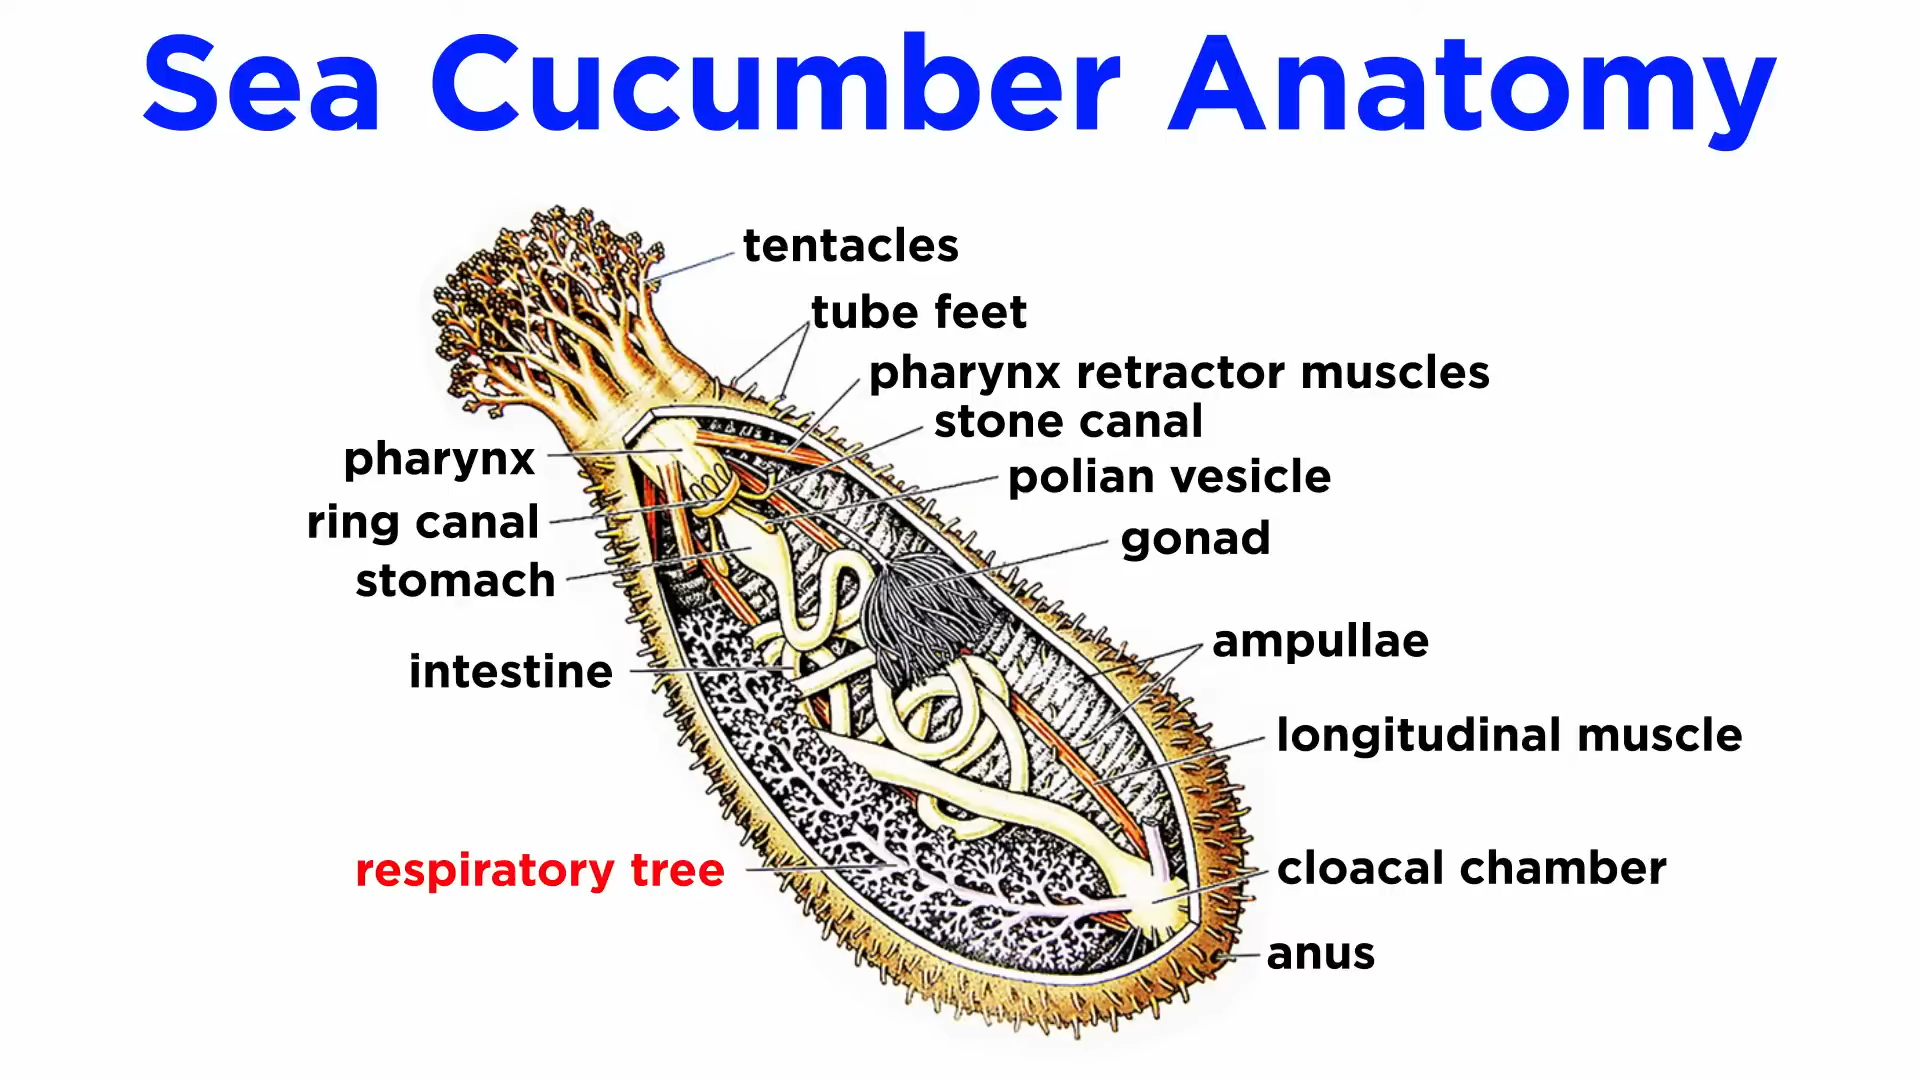 Sea Cucumber Anatomy
tentacles
tube feet
pharynx retractor muscles
stone canal
pharynx
polian vesicle
ring canal
gonad
stomach
ampullae
intestine
longitudinal muscle
respiratory tree
cloacal chamber
anus